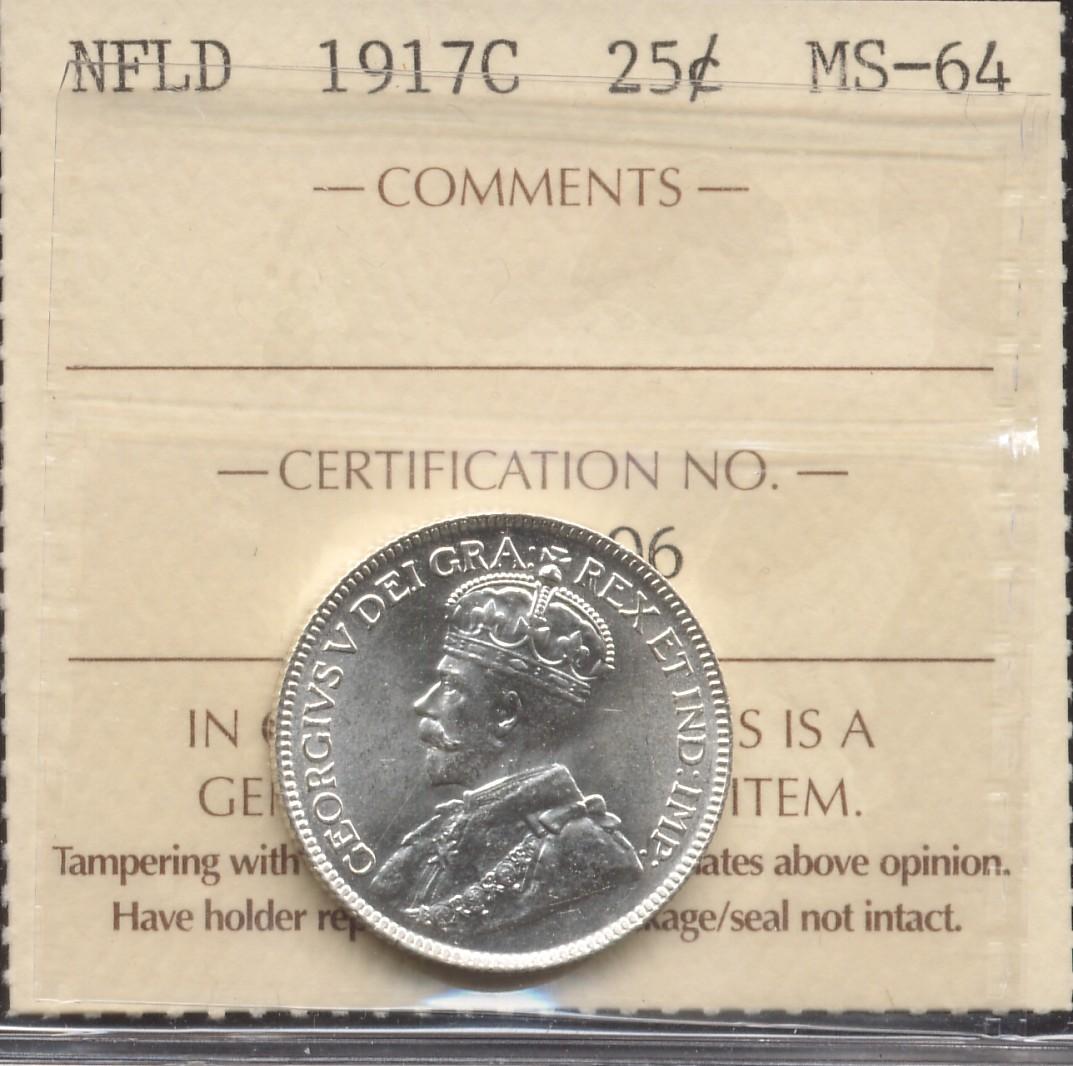 NFLD 1917C 25¢ MS-64
— COMMENTS —
— CERTIFICATION NO. —
06
GEORGIVS V DEI GRA: REX ET IND: IMP:
IN S IS A
GE ITEM.
Tampering with ates above opinion.
Have holder rep kage/seal not intact.